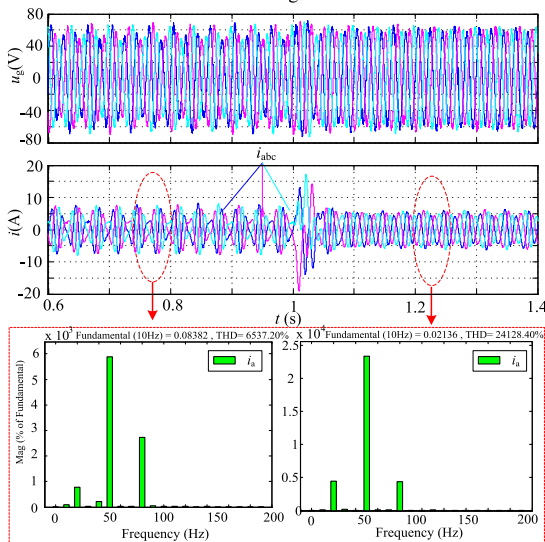 80
40
0
-40
-80
u_g(V)
20
10
0
-10
-20
i(A)
i_abc
0.6 0.8 1 1.2 1.4
t (s)
x 10^3 Fundamental (10Hz) = 0.08382 , THD= 6537.20%
6
5
4
3
2
1
0
Mag (% of Fundamental)
i_a
0 50 100 150 200
Frequency (Hz)
x 10^4 Fundamental (10Hz) = 0.02136 , THD= 24128.40%
2.5
2
1.5
1
0.5
0
i_a
0 50 100 150 200
Frequency (Hz)